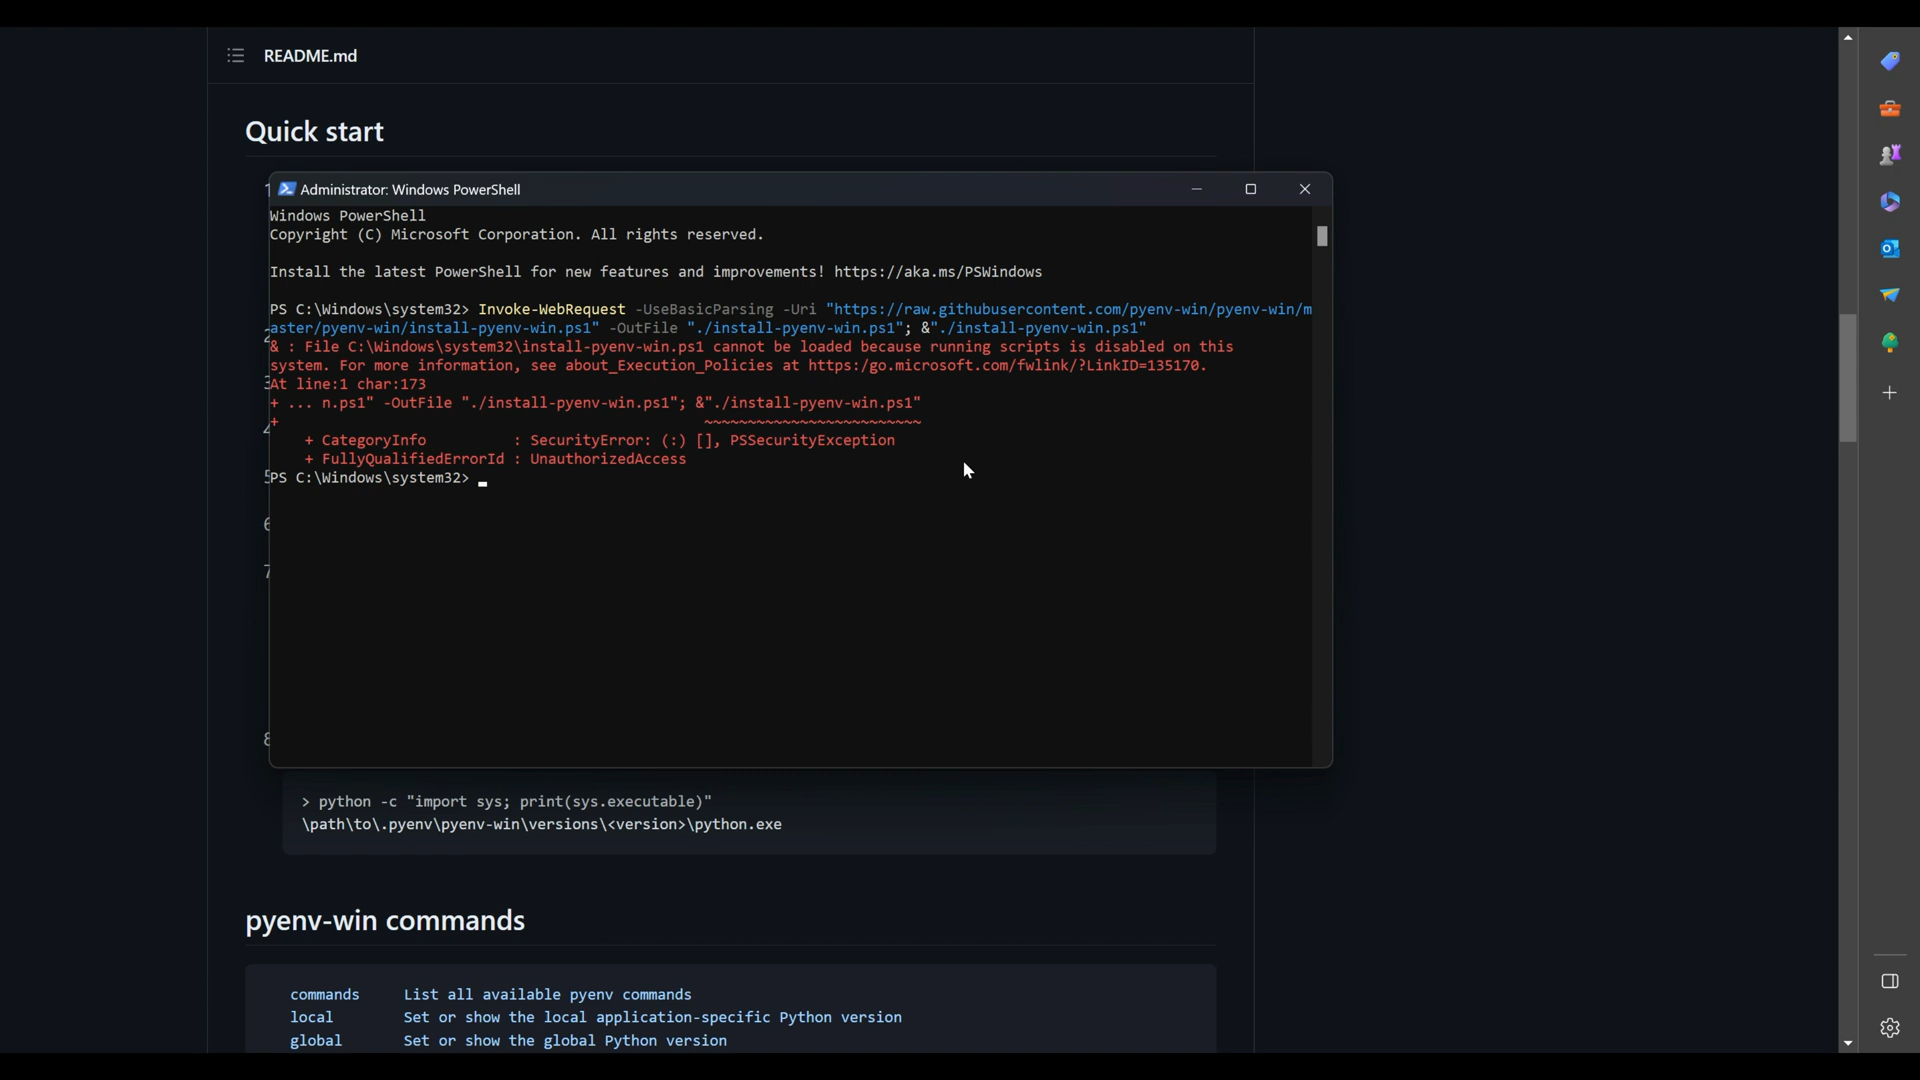 README.md
Quick start
1
Administrator: Windows PowerShell
Windows PowerShell
Copyright (C) Microsoft Corporation. All rights reserved.
Install the latest PowerShell for new features and improvements! https://aka.ms/PSWindows
PS C:\Windows\system32> Invoke-WebRequest -UseBasicParsing -Uri "https://raw.githubusercontent.com/pyenv-win/pyenv-win/m
aster/pyenv-win/install-pyenv-win.ps1" -OutFile "./install-pyenv-win.ps1"; &"./install-pyenv-win.ps1"
2
& : File C:\Windows\system32\install-pyenv-win.ps1 cannot be loaded because running scripts is disabled on this
system. For more information, see about_Execution_Policies at https:/go.microsoft.com/fwlink/?LinkID=135170.
3
At line:1 char:173
+ ... n.ps1" -OutFile "./install-pyenv-win.ps1"; &"./install-pyenv-win.ps1"
4
+ ~~~~~~~~~~~~~~~~~~~~~~~~~
+ CategoryInfo : SecurityError: (:) [], PSSecurityException
+ FullyQualifiedErrorId : UnauthorizedAccess
5
PS C:\Windows\system32>
6
7
8
> python -c "import sys; print(sys.executable)"
\path\to\.pyenv\pyenv-win\versions\<version>\python.exe
pyenv-win commands
commands List all available pyenv commands
local Set or show the local application-specific Python version
global Set or show the global Python version